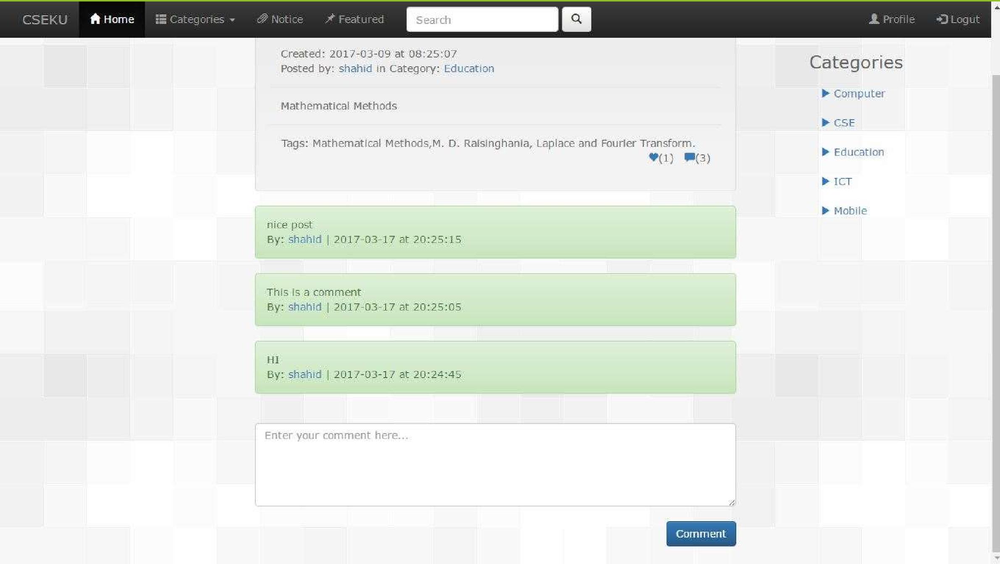 CSEKU Home Categories Notice Featured Search Profile Logut
Created: 2017-03-09 at 08:25:07
Posted by: shahid in Category: Education
Mathematical Methods
Tags: Mathematical Methods,M. D. Raisinghania, Laplace and Fourier Transform.
(1) (3)
nice post
By: shahid | 2017-03-17 at 20:25:15
This is a comment
By: shahid | 2017-03-17 at 20:25:05
HI
By: shahid | 2017-03-17 at 20:24:45
Enter your comment here...
Comment
Categories
Computer
CSE
Education
ICT
Mobile